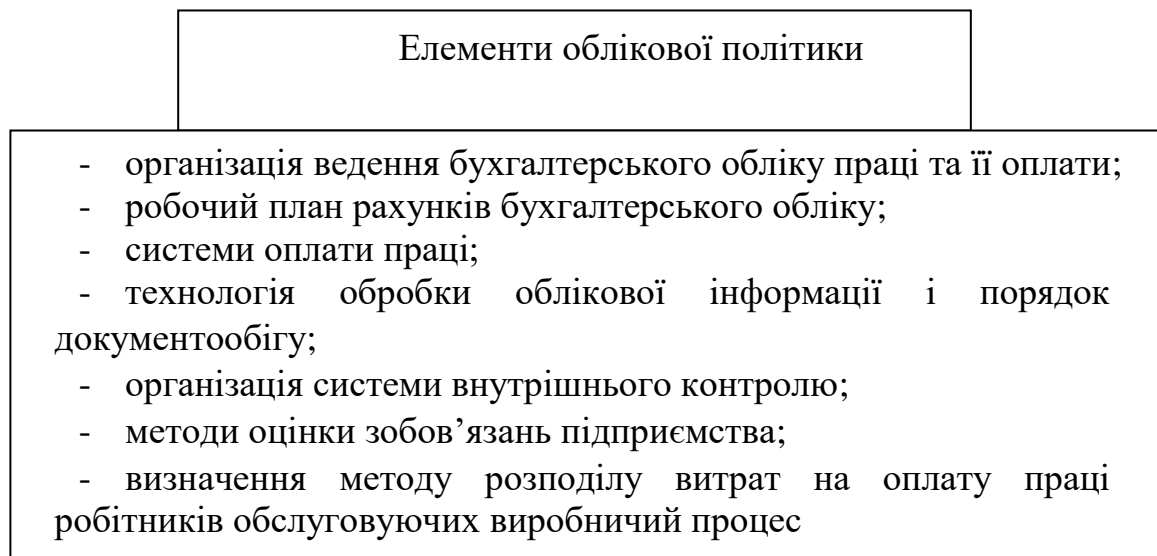 Елементи облікової політики
- організація ведення бухгалтерського обліку праці та її оплати;
- робочий план рахунків бухгалтерського обліку;
- системи оплати праці;
- технологія обробки облікової інформації і порядок
документообігу;
- організація системи внутрішнього контролю;
- методи оцінки зобов’язань підприємства;
- визначення методу розподілу витрат на оплату праці
робітників обслуговуючих виробничий процес